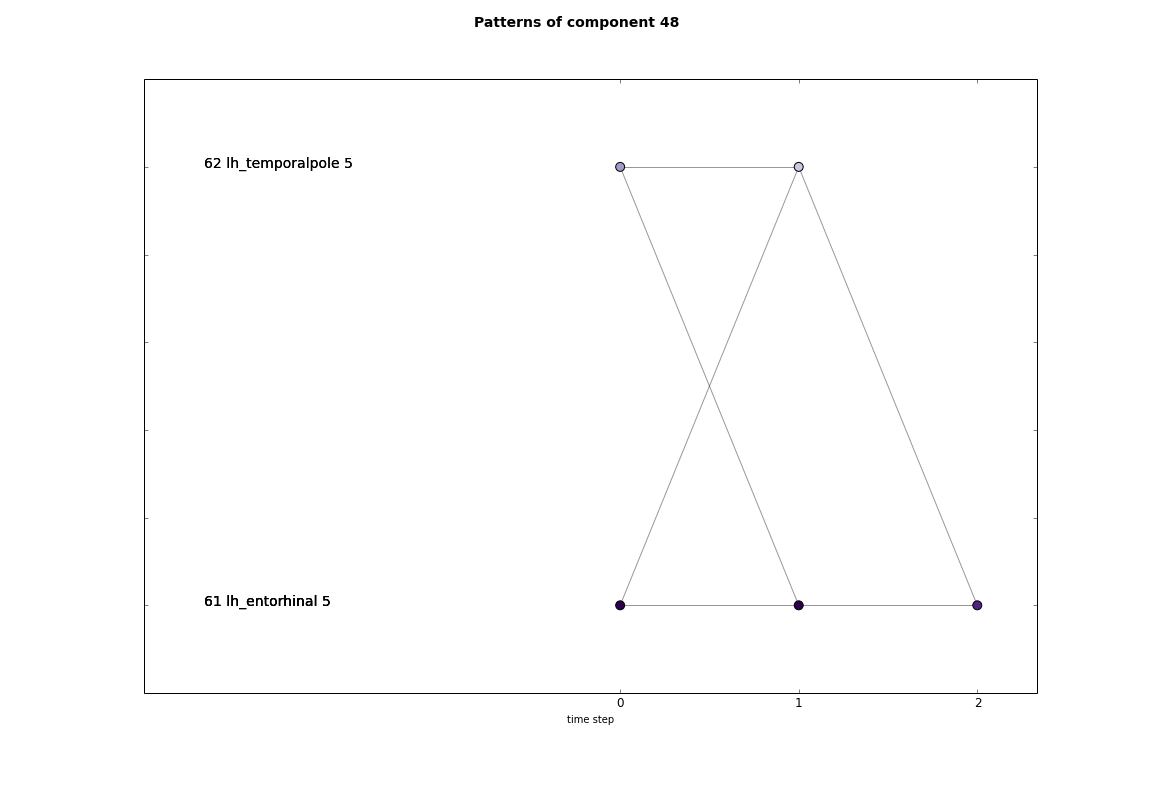 Patterns of component 48
62 lh_temporalpole 5
61 lh_entorhinal 5
0 1 2
time step